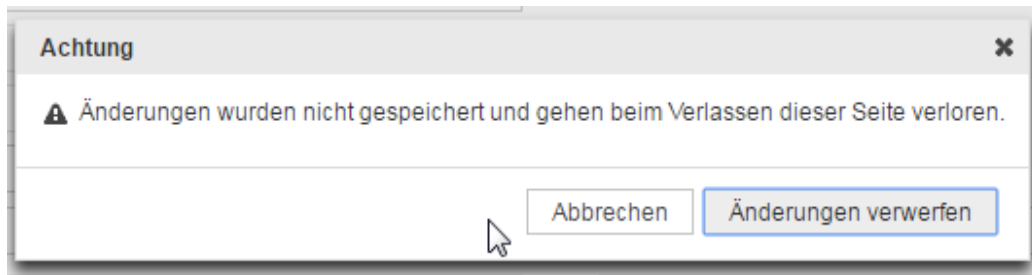 Achtung
Änderungen wurden nicht gespeichert und gehen beim Verlassen dieser Seite verloren.
Abbrechen
Änderungen verwerfen